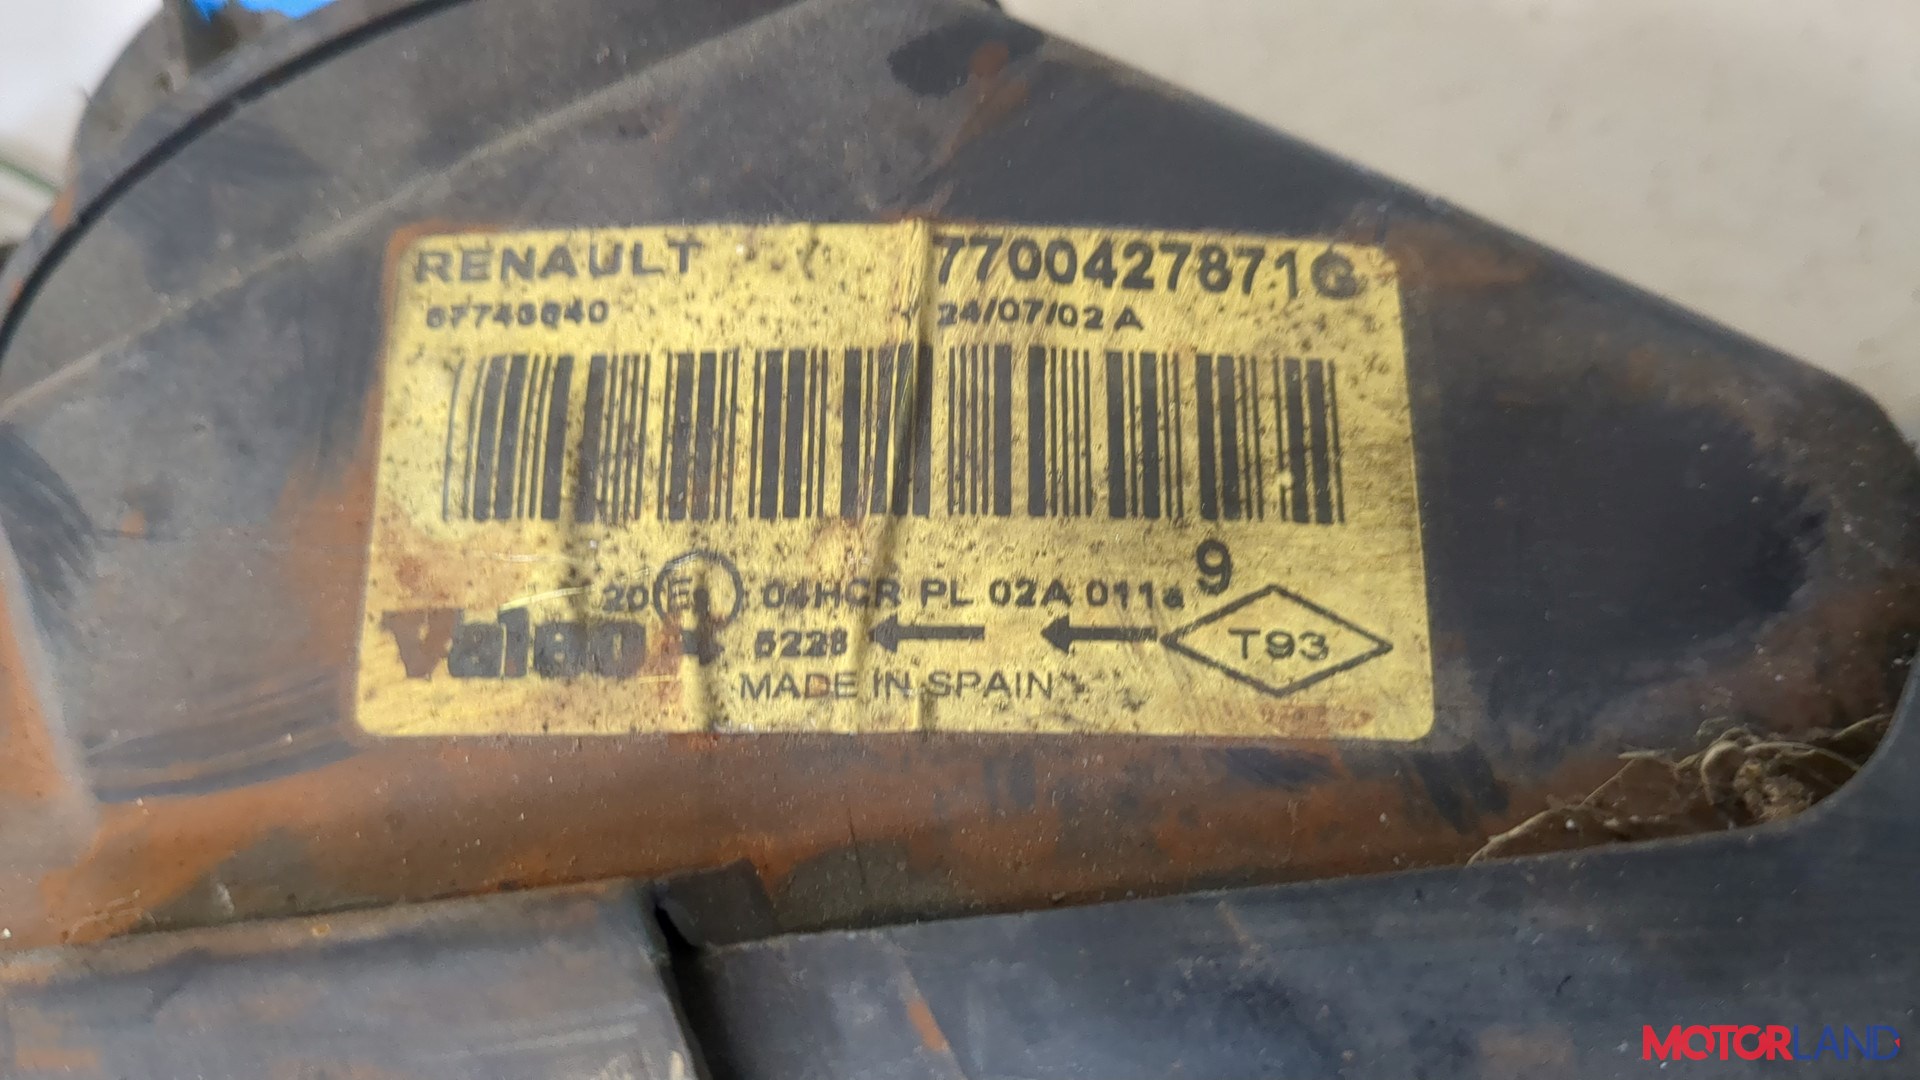 RENAULT 7700427871G
24/07/02 A
9
20 E 04HCR PL 02A 011a
Valeo 5228 T93
MADE IN SPAIN
MOTORLAND